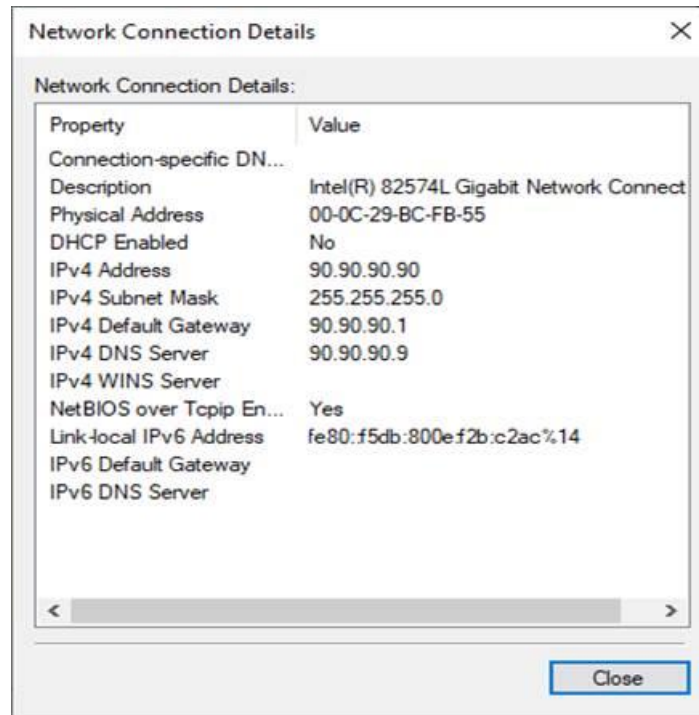 Network Connection Details
Network Connection Details:
Property Value
Connection-specific DN...
Description Intel(R) 82574L Gigabit Network Connect
Physical Address 00-0C-29-BC-FB-55
DHCP Enabled No
IPv4 Address 90.90.90.90
IPv4 Subnet Mask 255.255.255.0
IPv4 Default Gateway 90.90.90.1
IPv4 DNS Server 90.90.90.9
IPv4 WINS Server
NetBIOS over Tcpip En... Yes
Link-local IPv6 Address fe80::f5db:800e:f2b:c2ac%14
IPv6 Default Gateway
IPv6 DNS Server
Close